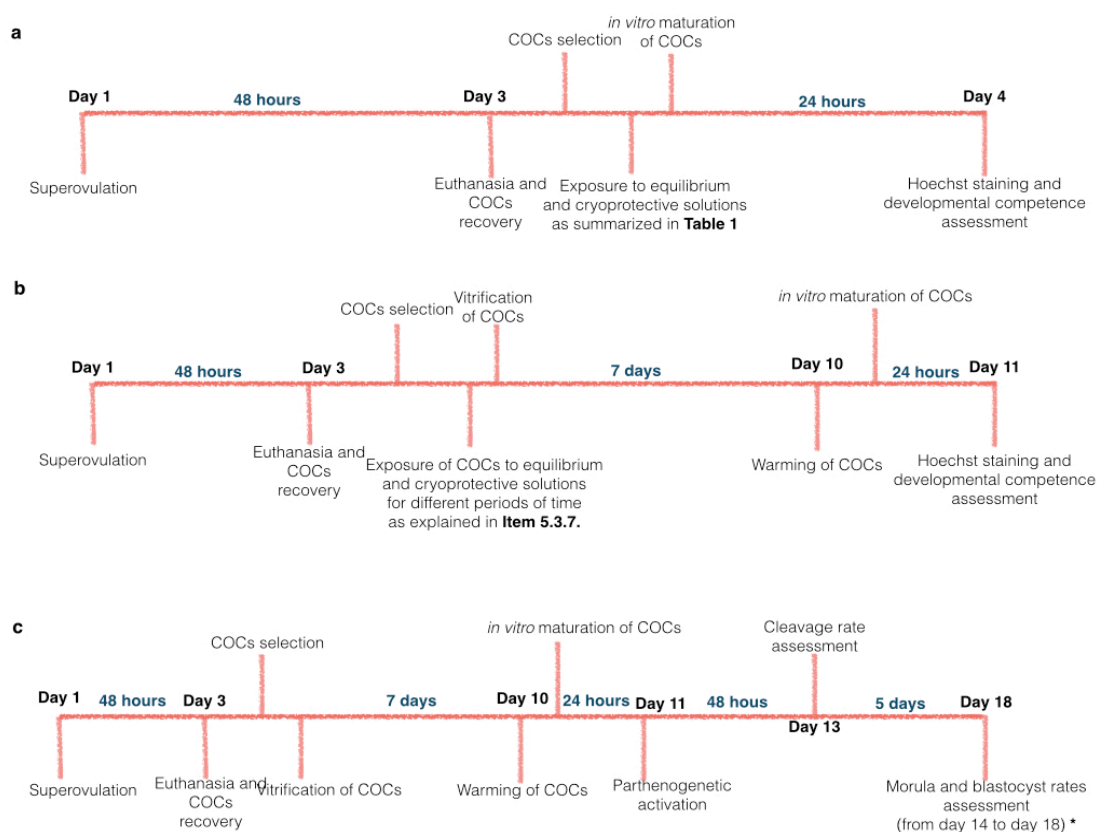 a
COCs selection
in vitro maturation
of COCs
Day 1
48 hours
Day 3
24 hours
Day 4
Superovulation
Euthanasia and
COCs
recovery
Exposure to equilibrium
and cryoprotective solutions
as summarized in Table 1
Hoechst staining and
developmental competence
assessment
b
COCs selection
Vitrification
of COCs
in vitro maturation of COCs
Day 1
48 hours
Day 3
7 days
Day 10
24 hours
Day 11
Superovulation
Euthanasia and
COCs
recovery
Exposure of COCs to equilibrium
and cryoprotective solutions
for different periods of time
as explained in Item 5.3.7.
Warming of COCs
Hoechst staining and
developmental competence
assessment
c
COCs selection
in vitro maturation of COCs
Cleavage rate
assessment
Day 1
48 hours
Day 3
7 days
Day 10
24 hours
Day 11
48 hous
Day 13
5 days
Day 18
Superovulation
Euthanasia and
COCs
recovery
Vitrification of COCs
Warming of COCs
Parthenogenetic
activation
Morula and blastocyst rates
assessment
(from day 14 to day 18) *